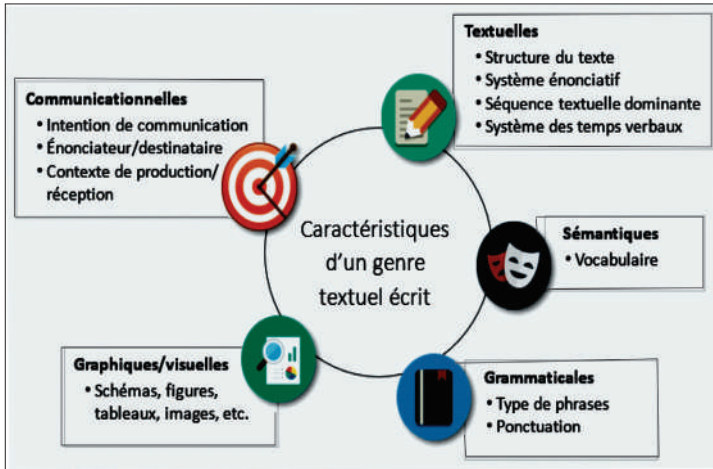 Textuelles
• Structure du texte
• Système énonciatif
• Séquence textuelle dominante
• Système des temps verbaux
Communicationnelles
• Intention de communication
• Énonciateur/destinataire
• Contexte de production/
réception
Caractéristiques
d'un genre
textuel écrit
Sémantiques
• Vocabulaire
Graphiques/visuelles
• Schémas, figures,
tableaux, images, etc.
Grammaticales
• Type de phrases
• Ponctuation